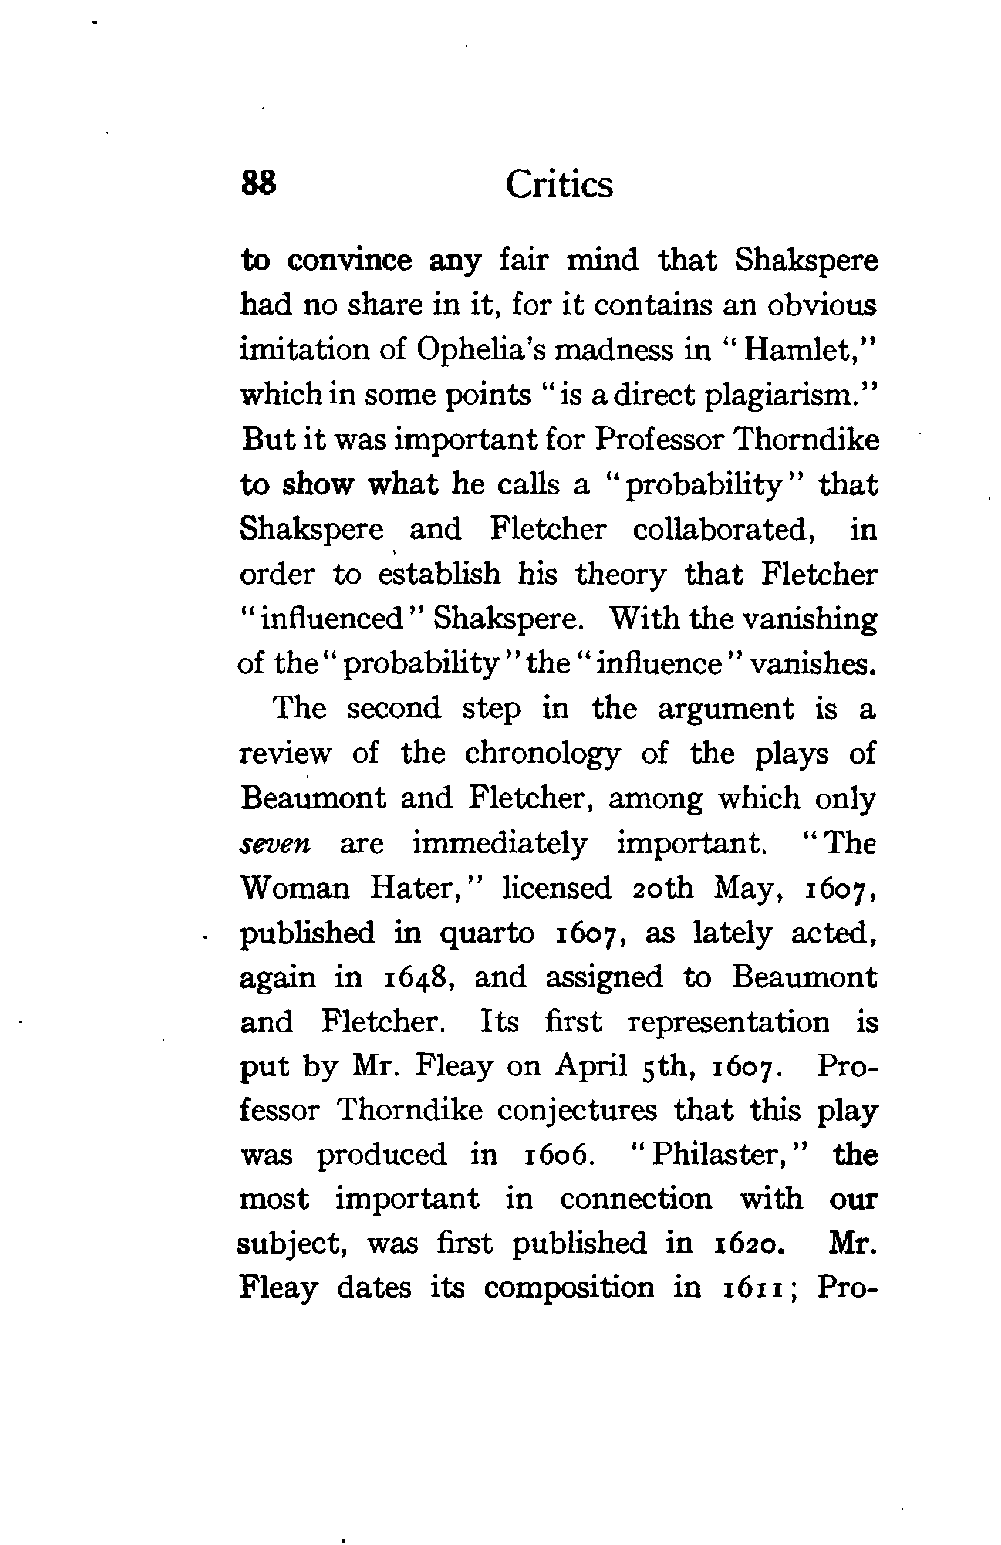 88 Critics
to convince any fair mind that Shakspere
had no share in it, for it contains an obvious
imitation of Ophelia's madness in "Hamlet,"
which in some points "is a direct plagiarism."
But it was important for Professor Thorndike
to show what he calls a "probability" that
Shakspere and Fletcher collaborated, in
order to establish his theory that Fletcher
"influenced" Shakspere. With the vanishing
of the "probability" the "influence" vanishes.
The second step in the argument is a
review of the chronology of the plays of
Beaumont and Fletcher, among which only
seven are immediately important. "The
Woman Hater," licensed 20th May, 1607,
published in quarto 1607, as lately acted,
again in 1648, and assigned to Beaumont
and Fletcher. Its first representation is
put by Mr. Fleay on April 5th, 1607. Pro-
fessor Thorndike conjectures that this play
was produced in 1606. "Philaster," the
most important in connection with our
subject, was first published in 1620. Mr.
Fleay dates its composition in 1611; Pro-